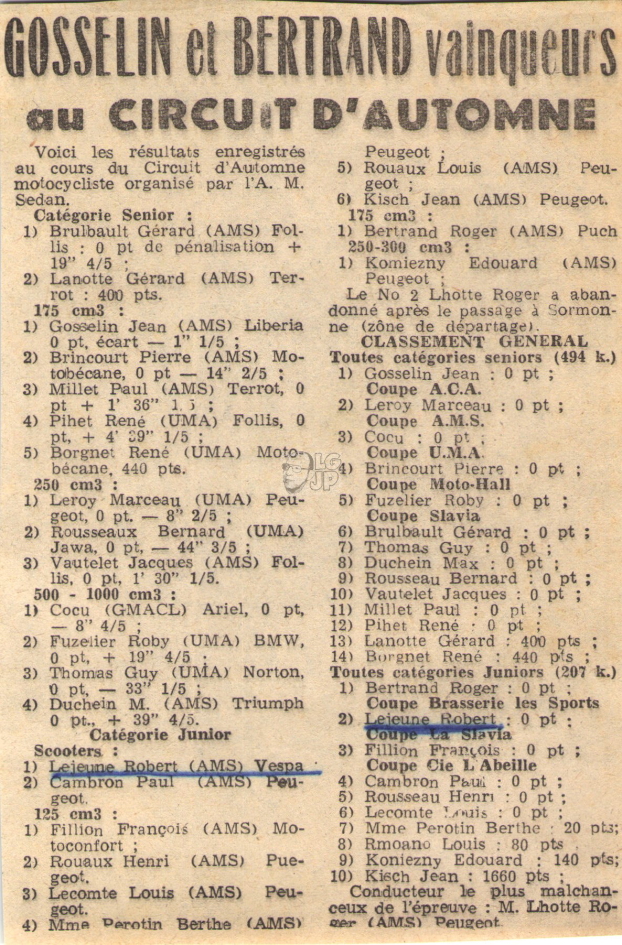 GOSSELIN et BERTRAND vainqueurs
au CIRCUIT D'AUTOMNE
Voici les résultats enregistrés
au cours du Circuit d'Automne
motocycliste organisé par l'A. M.
Sedan.
Catégorie Senior :
1) Brulbault Gérard (AMS) Fol-
lis : 0 pt de pénalisation +
19" 4/5 ;
2) Lanotte Gérard (AMS) Ter-
rot : 400 pts.
175 cm3 :
1) Gosselin Jean (AMS) Liberia
0 pt, écart — 1" 1/5 ;
2) Brincourt Pierre (AMS) Mo-
tobécane, 0 pt — 14" 2/5 ;
3) Millet Paul (AMS) Terrot, 0
pt + 1' 36" 1/5 ;
4) Pihet René (UMA) Follis, 0
pt, + 4' 29" 1/5 ;
5) Borgnet René (UMA) Moto-
bécane, 440 pts.
250 cm3 :
1) Leroy Marceau (UMA) Peu-
geot, 0 pt. — 8" 2/5 ;
2) Rousseaux Bernard (UMA)
Jawa, 0 pt, — 44" 3/5 ;
3) Vautelet Jacques (AMS) Fol-
lis, 0 pt, 1' 30" 1/5.
500 - 1000 cm3 :
1) Cocu (GMACL) Ariel, 0 pt,
— 8" 4/5 ;
2) Fuzelier Roby (UMA) BMW,
0 pt, + 19" 4/5 ;
3) Thomas Guy (UMA) Norton,
0 pt, — 33" 1/5 ;
4) Duchein M. (AMS) Triumph
0 pt., + 39" 4/5.
Catégorie Junior
Scooters :
1) Lejeune Robert (AMS) Vespa
2) Cambron Paul (AMS) Peu-
geot.
125 cm3 :
1) Fillion François (AMS) Mo-
toconfort ;
2) Rouaux Henri (AMS) Pue-
geot.
3) Lecomte Louis (AMS) Peu-
geot.
4) Mme Perotin Berthe (AMS)
Peugeot ;
5) Rouaux Louis (AMS) Peu-
geot ;
6) Kisch Jean (AMS) Peugeot.
175 cm3 :
1) Bertrand Roger (AMS) Puch
250-300 cm3 :
1) Komiezny Edouard (AMS)
Peugeot ;
Le No 2 Lhotte Roger a aban-
donné après le passage à Sormon-
ne (zône de départage).
CLASSEMENT GENERAL
Toutes catégories seniors (494 k.)
1) Gosselin Jean : 0 pt ;
Coupe A.C.A.
2) Leroy Marceau : 0 pt ;
Coupe A.M.S.
3) Cocu : 0 pt ;
Coupe U.M.A.
4) Brincourt Pierre : 0 pt ;
Coupe Moto-Hall
5) Fuzelier Roby : 0 pt ;
Coupe Slavia
6) Brulbault Gérard : 0 pt ;
7) Thomas Guy : 0 pt ;
8) Duchein Max : 0 pt ;
9) Rousseau Bernard : 0 pt ;
10) Vautelet Jacques : 0 pt ;
11) Millet Paul : 0 pt ;
12) Pihet René : 0 pt ;
13) Lanotte Gérard : 400 pts ;
14) Borgnet René : 440 pts ;
Toutes catégories Juniors (207 k.)
1) Bertrand Roger : 0 pt ;
Coupe Brasserie les Sports
2) Lejeune Robert : 0 pt ;
Coupe La Slavia
3) Fillion François : 0 pt ;
Coupe Cie L'Abeille
4) Cambron Paul : 0 pt ;
5) Rousseau Henri : 0 pt ;
6) Lecomte Louis : 0 pt ;
7) Mme Perotin Berthe : 20 pts;
8) Rmoano Louis : 80 pts
9) Koniezny Edouard : 140 pts;
10) Kisch Jean : 1660 pts ;
Conducteur le plus malchan-
ceux de l'épreuve : M. Lhotte Ro-
ger (AMS) Peugeot.
LG
JP